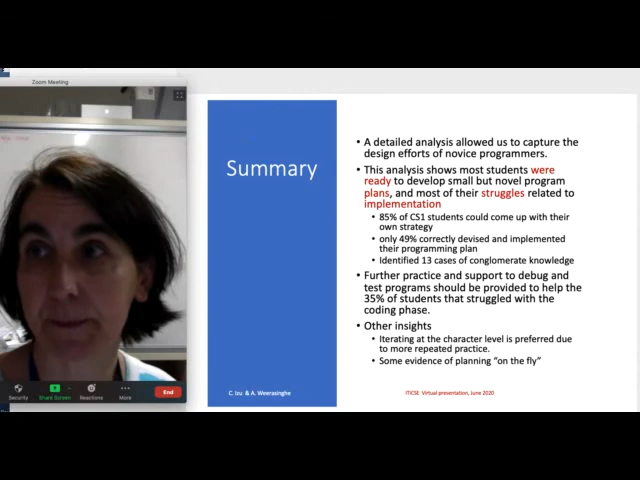 Zoom Meeting
Summary
• A detailed analysis allowed us to capture the
design efforts of novice programmers.
• This analysis shows most students were
ready to develop small but novel program
plans, and most of their struggles related to
implementation
• 85% of CS1 students could come up with their
own strategy
• only 49% correctly devised and implemented
their programming plan
• Identified 13 cases of conglomerate knowledge
• Further practice and support to debug and
test programs should be provided to help the
35% of students that struggled with the
coding phase.
• Other insights
• Iterating at the character level is preferred due
to more repeated practice.
• Some evidence of planning "on the fly"
Security
Share Screen
Reactions
More
End
C. Izu & A. Weerasinghe
ITiCSE Virtual presentation, June 2020